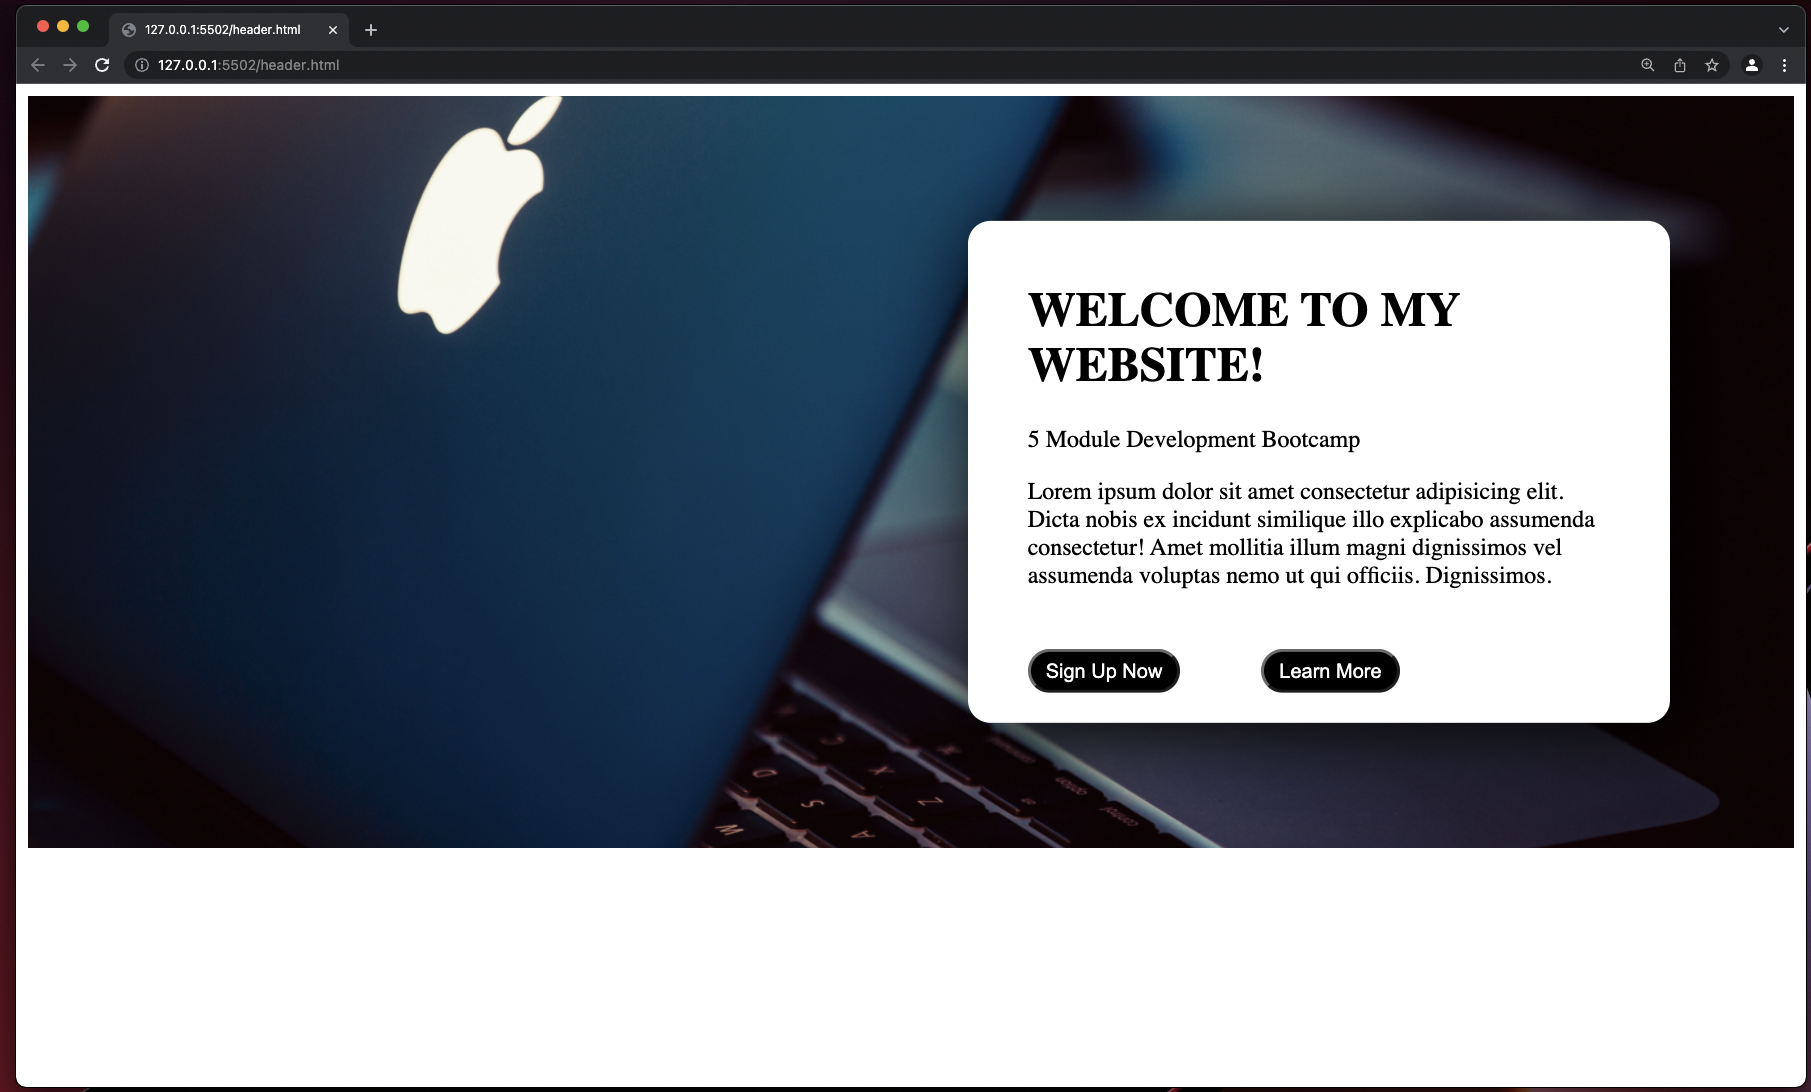 127.0.0.1:5502/header.html
127.0.0.1:5502/header.html
WELCOME TO MY
WEBSITE!
5 Module Development Bootcamp
Lorem ipsum dolor sit amet consectetur adipisicing elit.
Dicta nobis ex incidunt similique illo explicabo assumenda
consectetur! Amet mollitia illum magni dignissimos vel
assumenda voluptas nemo ut qui officiis. Dignissimos.
Sign Up Now
Learn More